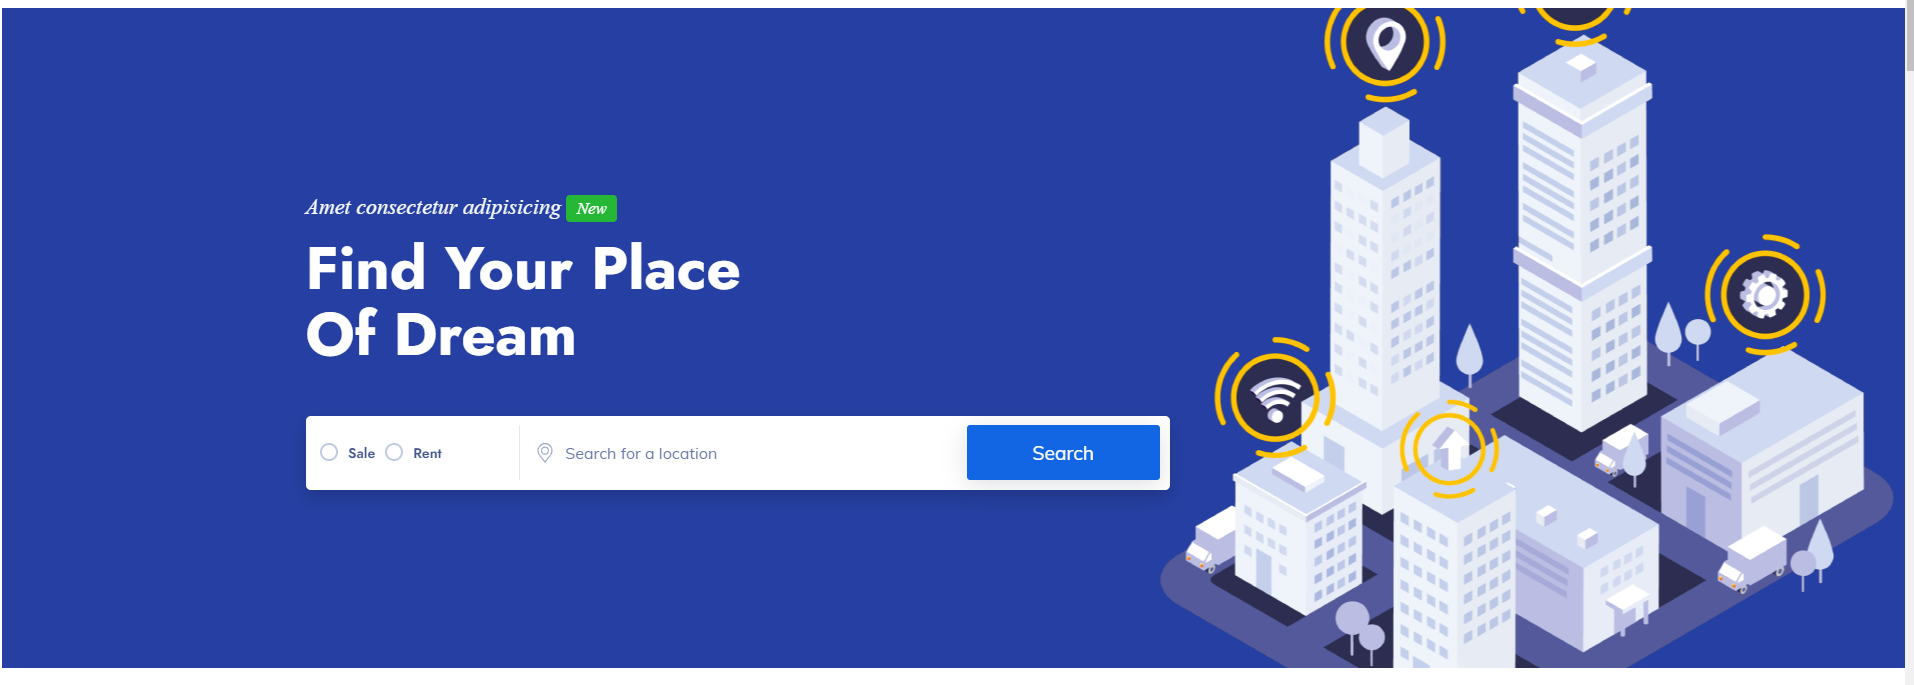 Amet consectetur adipisicing New
Find Your Place
Of Dream
Sale Rent Search for a location Search